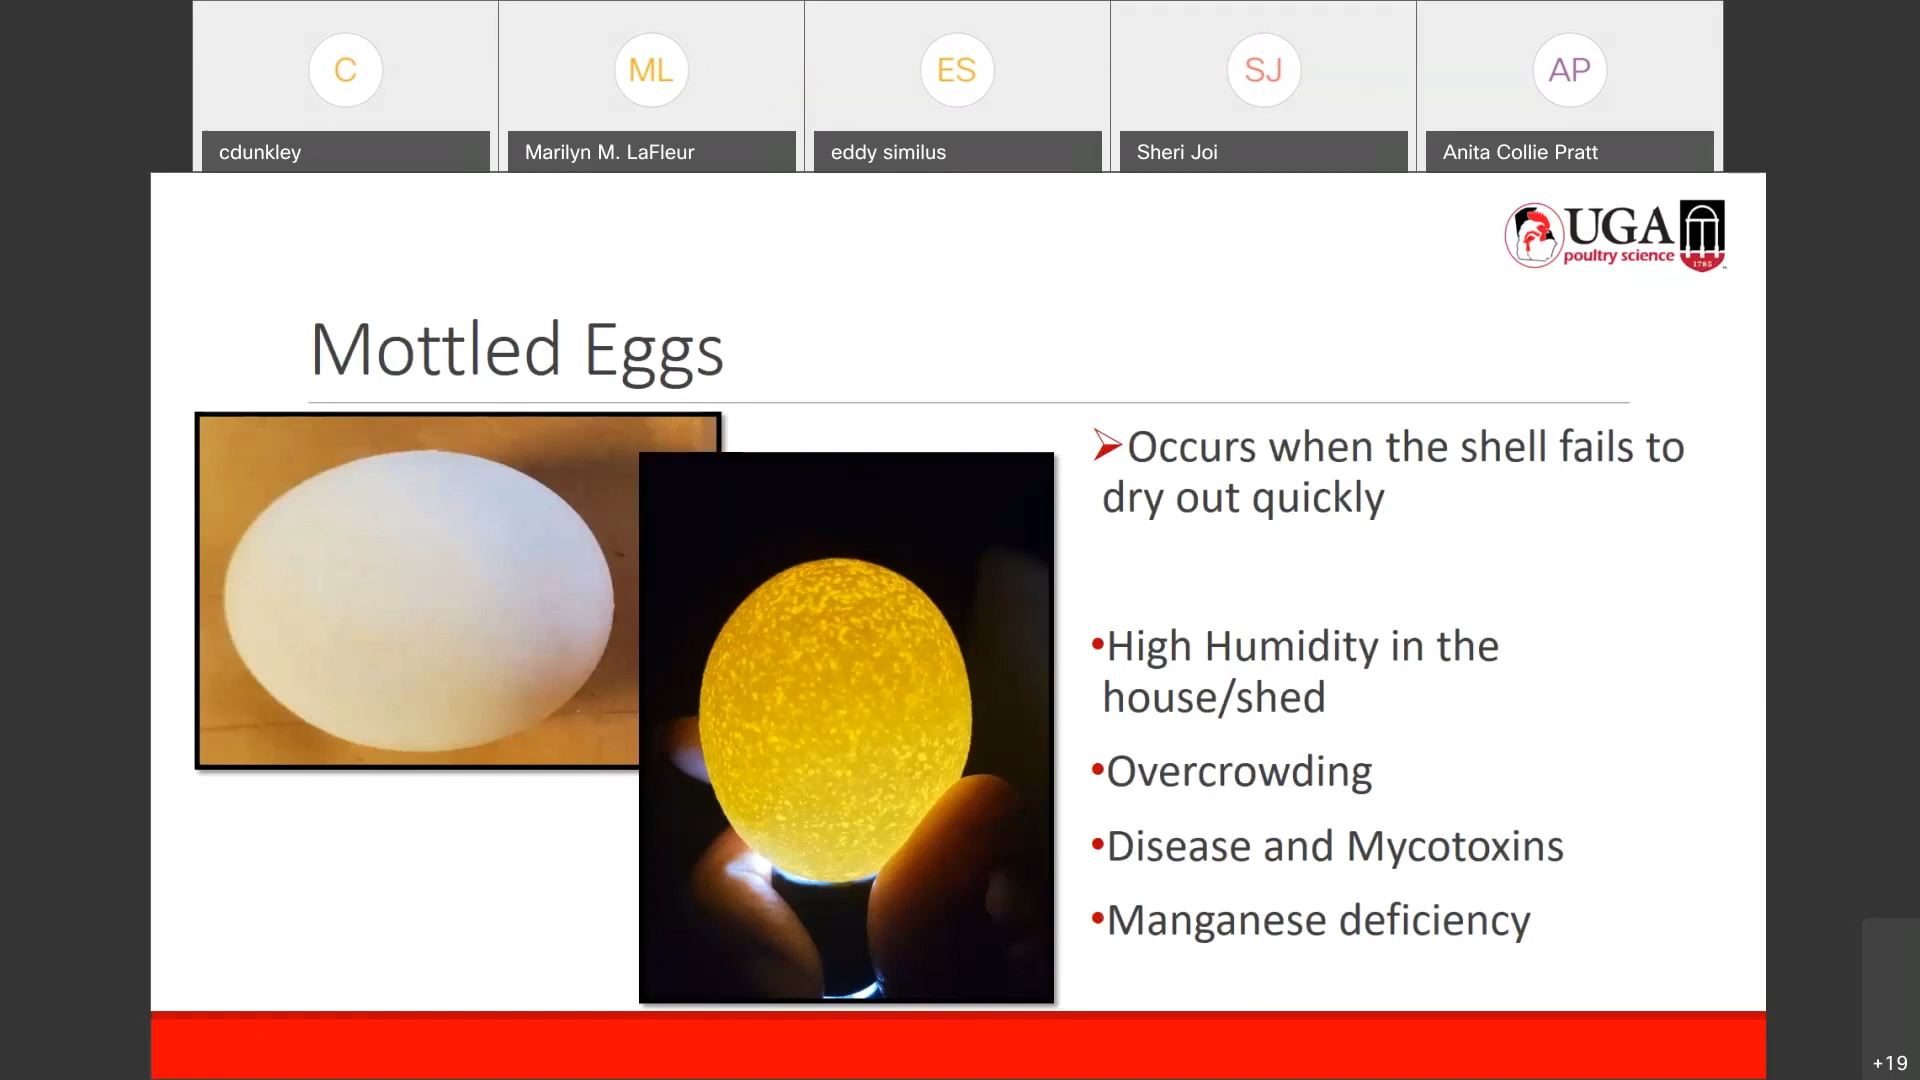 C
ML
ES
SJ
AP
cdunkley
Marilyn M. LaFleur
eddy similus
Sheri Joi
Anita Collie Pratt
UGA
poultry science
1785
Mottled Eggs
Occurs when the shell fails to
dry out quickly
•High Humidity in the
house/shed
•Overcrowding
•Disease and Mycotoxins
•Manganese deficiency
+19